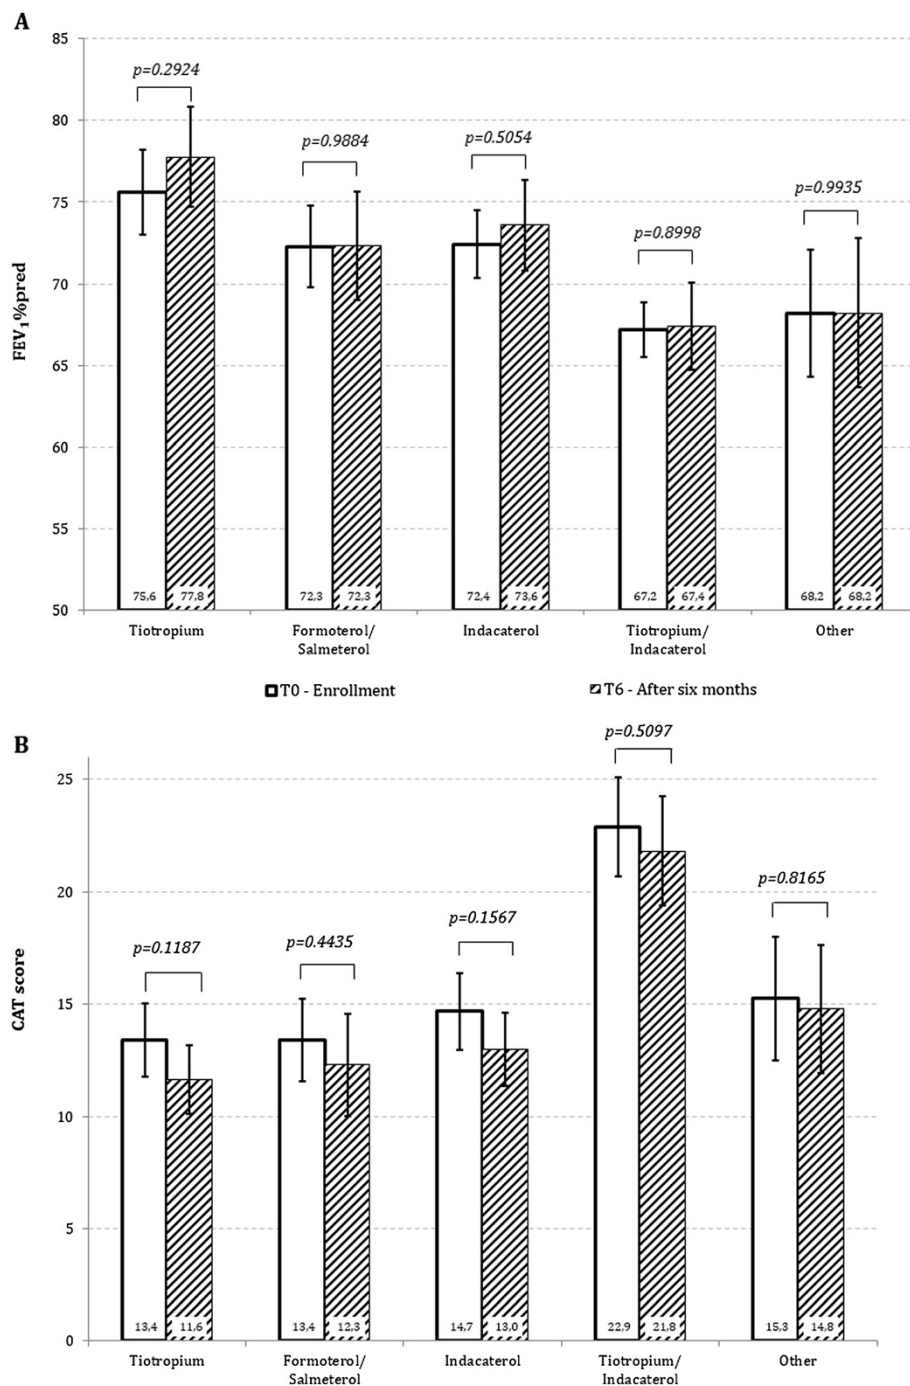 A
85
80
75
70
65
60
55
50
FEV₁%pred
p=0.2924
p=0.9884
p=0.5054
p=0.8998
p=0.9935
75,6 77,8 72,3 72,3 72,4 73,6 67,2 67,4 68,2 68,2
Tiotropium Formoterol/ Indacaterol Tiotropium/ Other
Salmeterol Indacaterol
T0 - Enrollment T6 - After six months
B
25
20
15
10
5
0
CAT score
p=0.1187
p=0.4435
p=0.1567
p=0.5097
p=0.8165
13,4 11,6 13,4 12,3 14,7 13,0 22,9 21,8 15,3 14,8
Tiotropium Formoterol/ Indacaterol Tiotropium/ Other
Salmeterol Indacaterol